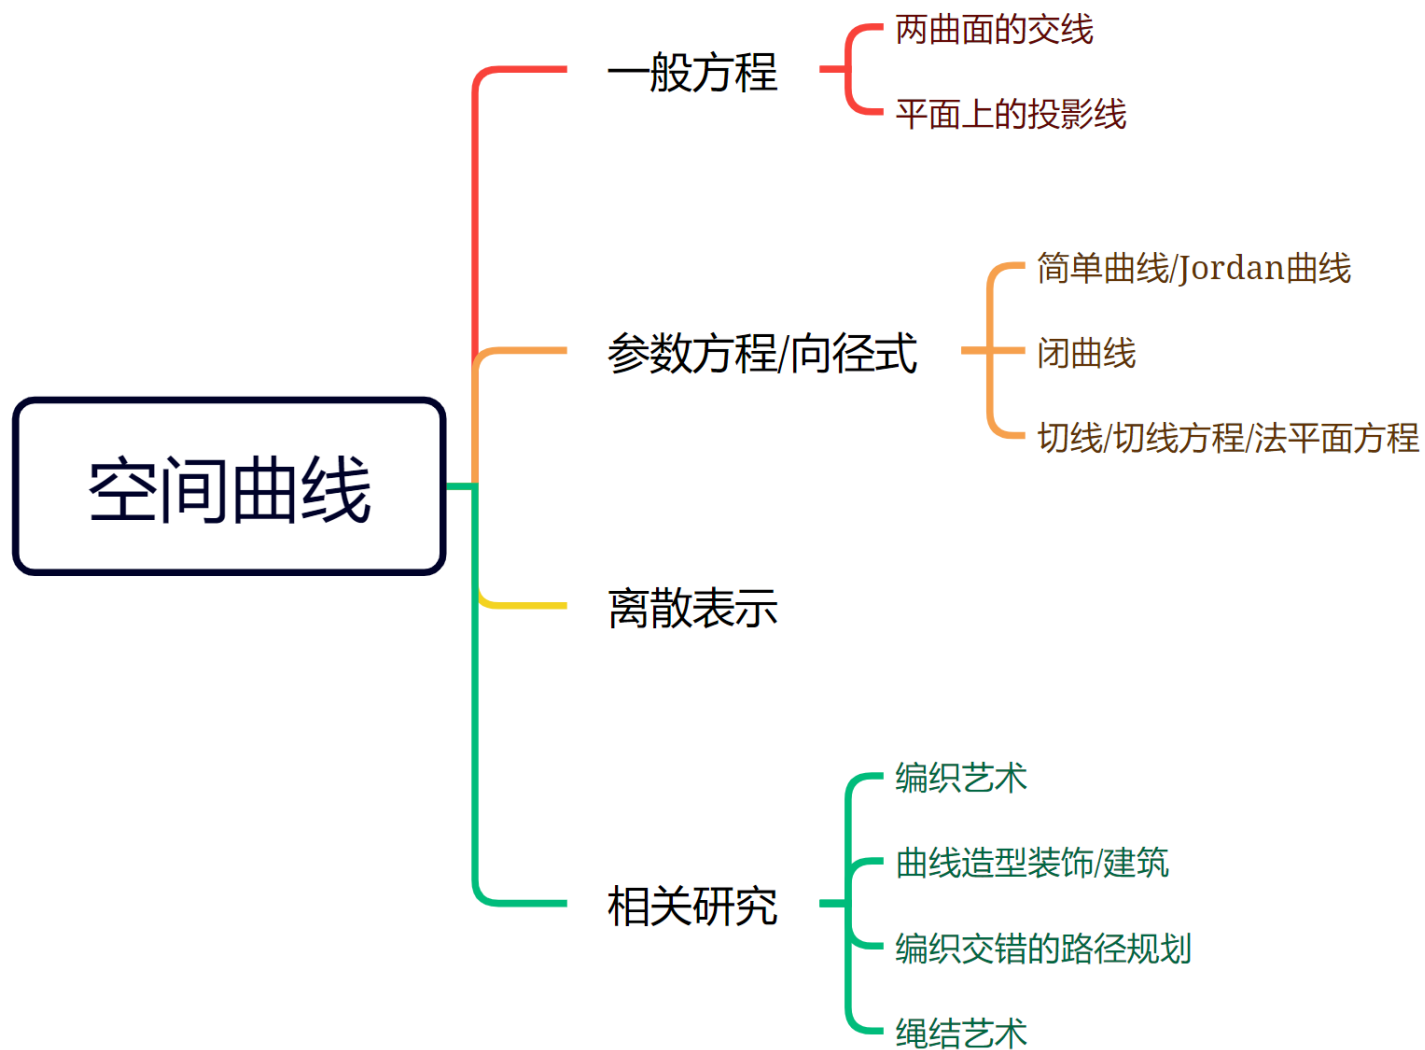 空间曲线
一般方程
两曲面的交线
平面上的投影线
参数方程/向径式
简单曲线/Jordan曲线
闭曲线
切线/切线方程/法平面方程
离散表示
相关研究
编织艺术
曲线造型装饰/建筑
编织交错的路径规划
绳结艺术